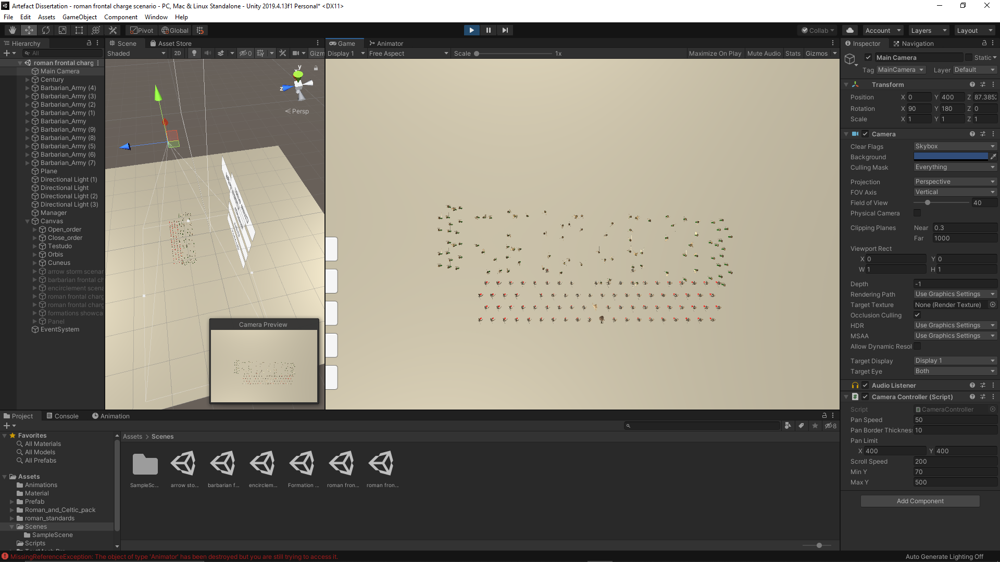 Artefact Dissertation - roman frontal charge scenario - PC, Mac & Linux Standalone - Unity 2019.4.13f1 Personal* <DX11>
File Edit Assets GameObject Component Window Help
Pivot Global Collab Account Layers Layout
Hierarchy Scene Asset Store Game Animator Inspector Navigation
All Shaded 2D 0 Gizm Display 1 Free Aspect Scale 1x Maximize On Play Mute Audio Stats Gizmos
roman frontal charg
Main Camera
Century
Barbarian_Army (4)
Barbarian_Army (3)
Barbarian_Army (2)
Barbarian_Army (1)
Barbarian_Army
Barbarian_Army (9)
Barbarian_Army (8)
Barbarian_Army (5)
Barbarian_Army (6)
Barbarian_Army (7)
Plane
Directional Light (1)
Directional Light
Directional Light (2)
Directional Light (3)
Manager
Canvas
Open_order
Close_order
Testudo
Orbis
Cuneus
arrow storm scenar
barbarian frontal ch
encirclement scena
roman frontal charg
roman frontal charg
formations showca
Panel
EventSystem
y
x
z
Persp
Camera Preview
Main Camera Static
Tag MainCamera Layer Default
Transform
Position X 0 Y 400 Z 87.3852
Rotation X 90 Y 180 Z 0
Scale X 1 Y 1 Z 1
Camera
Clear Flags Skybox
Background
Culling Mask Everything
Projection Perspective
FOV Axis Vertical
Field of View 40
Physical Camera
Clipping Planes Near 0.3
Far 1000
Viewport Rect
X 0 Y 0
W 1 H 1
Depth -1
Rendering Path Use Graphics Settings
Target Texture None (Render Texture)
Occlusion Culling
HDR Use Graphics Settings
MSAA Use Graphics Settings
Allow Dynamic Resol
Target Display Display 1
Target Eye Both
Audio Listener
Camera Controller (Script)
Script CameraController
Pan Speed 50
Pan Border Thickness 10
Pan Limit
X 400 Y 400
Scroll Speed 200
Min Y 70
Max Y 500
Add Component
Project Console Animation
8
Favorites
All Materials
All Models
All Prefabs
Assets
Animations
Material
Prefab
Roman_and_Celtic_pack
roman_standards
Scenes
SampleScene
Scripts
Assets > Scenes
SampleSc... arrow sto... barbarian f... encirclem... Formation ... roman fron... roman fron...
MissingReferenceException: The object of type 'Animator' has been destroyed but you are still trying to access it.
Auto Generate Lighting Off